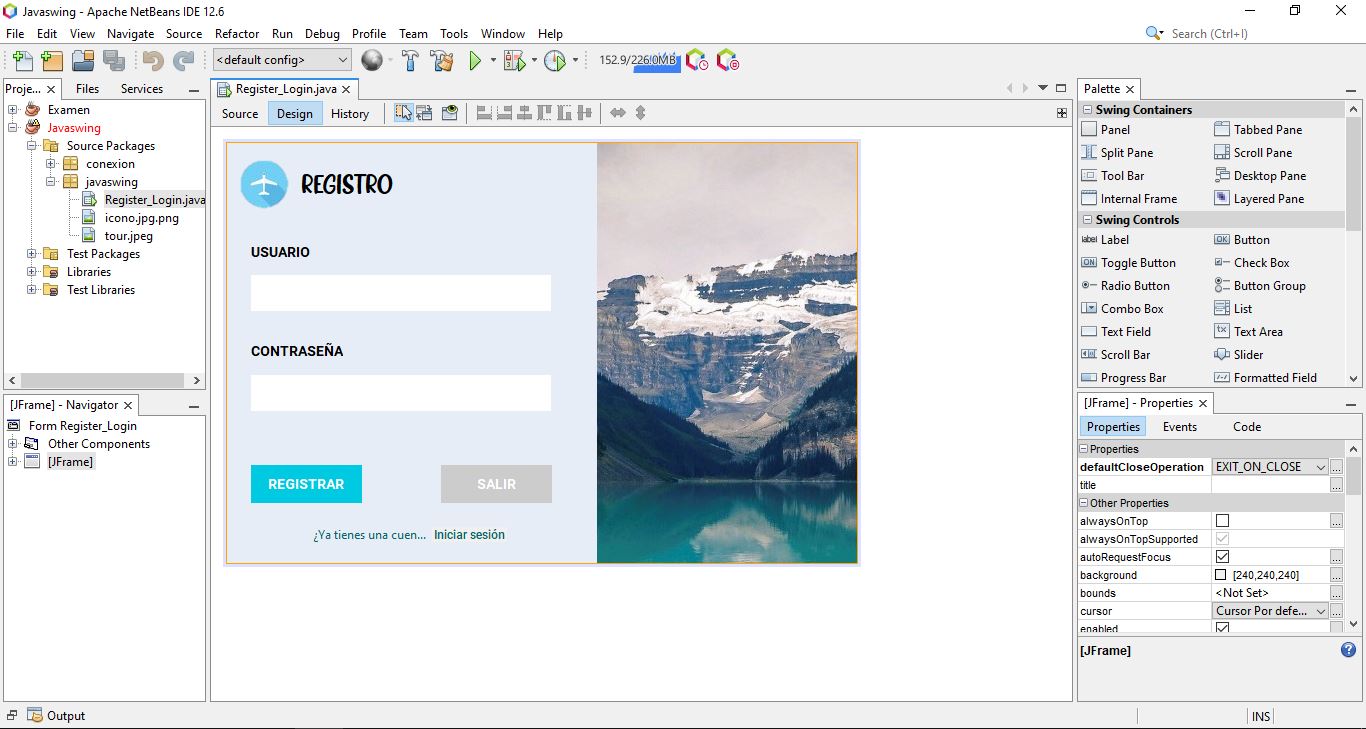 Javaswing - Apache NetBeans IDE 12.6
File Edit View Navigate Source Refactor Run Debug Profile Team Tools Window Help
Search (Ctrl+I)
<default config>
152.9/226.0MB
Proje... Files Services
Examen
Javaswing
Source Packages
conexion
javaswing
Register_Login.java
icono.jpg.png
tour.jpeg
Test Packages
Libraries
Test Libraries
[JFrame] - Navigator
Form Register_Login
Other Components
[JFrame]
Register_Login.java
Source Design History
REGISTRO
USUARIO
CONTRASEÑA
REGISTRAR SALIR
¿Ya tienes una cuen... Iniciar sesión
Palette
Swing Containers
Panel Tabbed Pane
Split Pane Scroll Pane
Tool Bar Desktop Pane
Internal Frame Layered Pane
Swing Controls
label Label OK Button
ON Toggle Button Check Box
Radio Button Button Group
Combo Box List
Text Field Text Area
Scroll Bar Slider
Progress Bar Formatted Field
[JFrame] - Properties
Properties Events Code
Properties
defaultCloseOperation EXIT_ON_CLOSE ...
title ...
Other Properties
alwaysOnTop ...
alwaysOnTopSupported
autoRequestFocus ...
background [240,240,240] ...
bounds <Not Set> ...
cursor Cursor Por defe... ...
enabled
[JFrame]
Output
INS